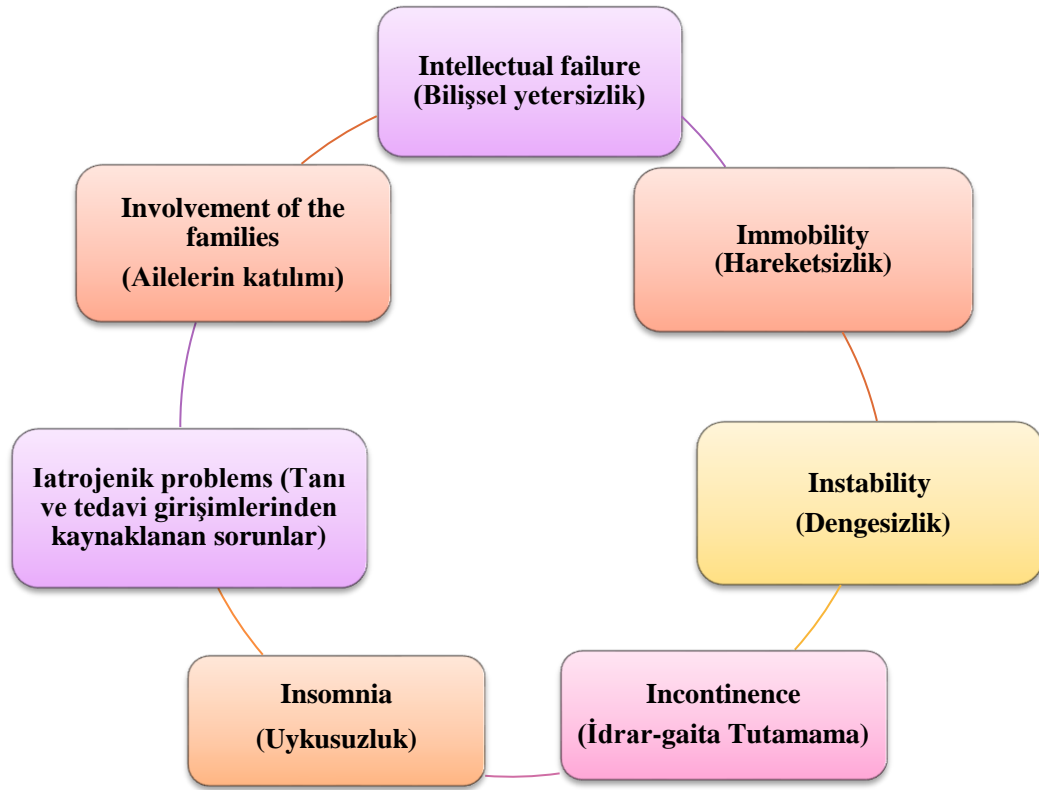 Intellectual failure
(Bilişsel yetersizlik)
Immobility
(Hareketsizlik)
Instability
(Dengesizlik)
Incontinence
(İdrar-gaita Tutamama)
Insomnia
(Uykusuzluk)
Iatrojenik problems (Tanı
ve tedavi girişimlerinden
kaynaklanan sorunlar)
Involvement of the
families
(Ailelerin katılımı)